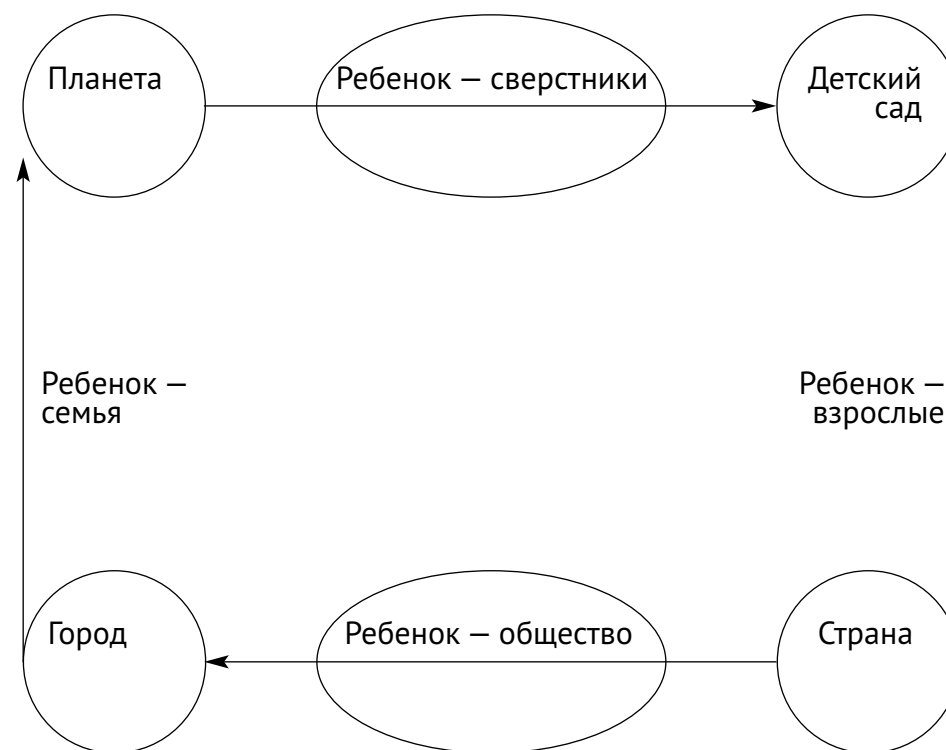 Планета
Ребенок – сверстники
Детский
сад
Ребенок –
семья
Ребенок –
взрослые
Город
Ребенок – общество
Страна